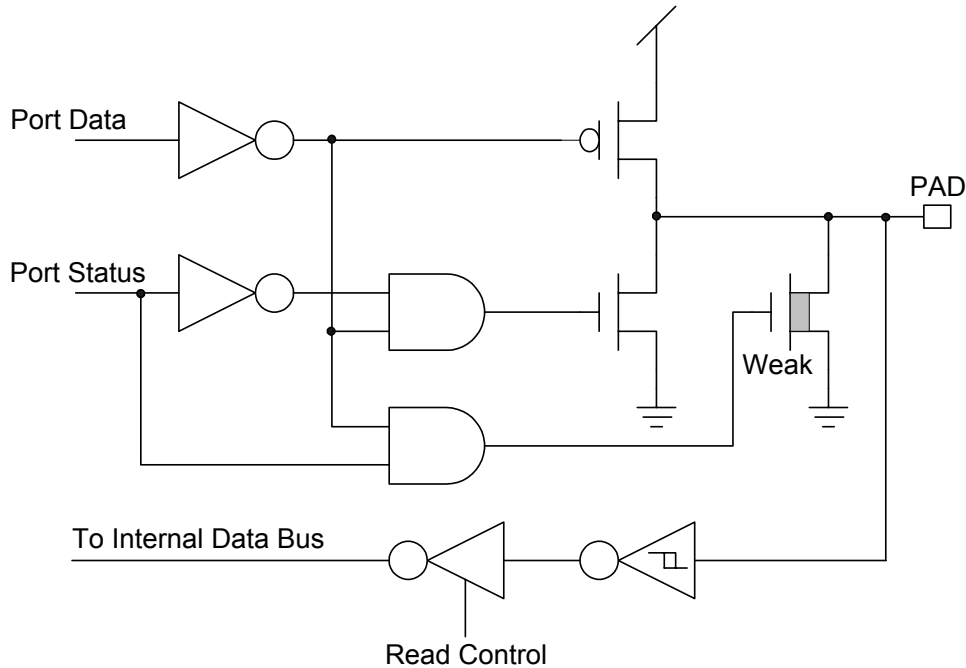 Port Data
PAD
Port Status
Weak
To Internal Data Bus
Read Control